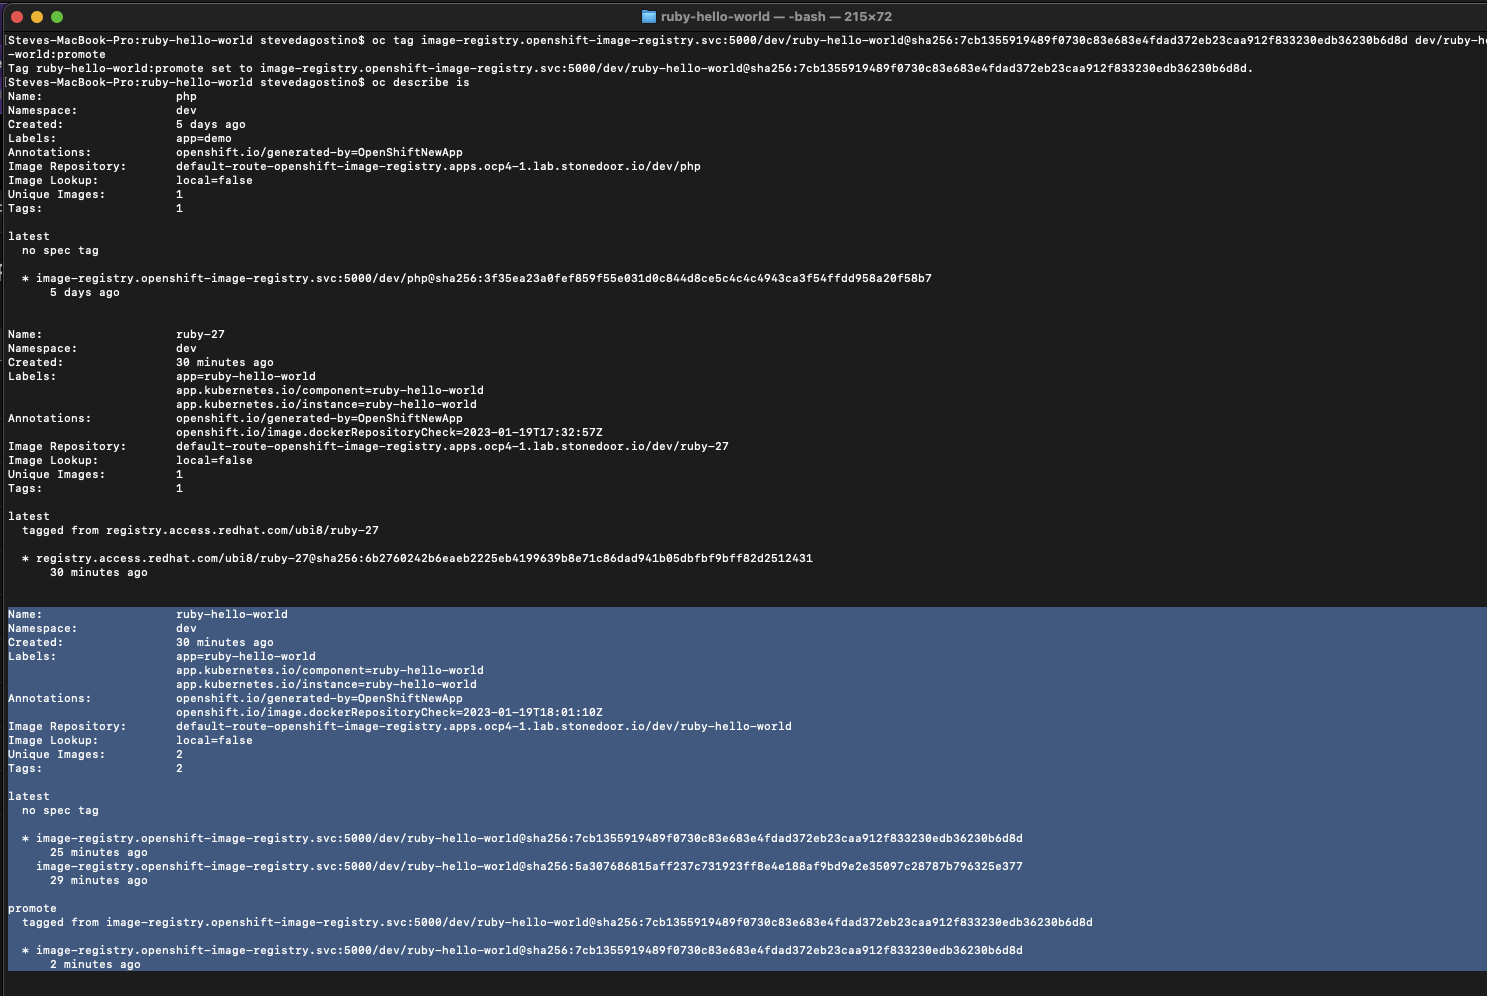 ruby-hello-world — -bash — 215×72
[Steves-MacBook-Pro:ruby-hello-world stevedagostino$ oc tag image-registry.openshift-image-registry.svc:5000/dev/ruby-hello-world@sha256:7cb1355919489f0730c83e683e4fdad372eb23caa912f833230edb36230b6d8d dev/ruby-he
-world:promote
Tag ruby-hello-world:promote set to image-registry.openshift-image-registry.svc:5000/dev/ruby-hello-world@sha256:7cb1355919489f0730c83e683e4fdad372eb23caa912f833230edb36230b6d8d.
[Steves-MacBook-Pro:ruby-hello-world stevedagostino$ oc describe is
Name: php
Namespace: dev
Created: 5 days ago
Labels: app=demo
Annotations: openshift.io/generated-by=OpenShiftNewApp
Image Repository: default-route-openshift-image-registry.apps.ocp4-1.lab.stonedoor.io/dev/php
Image Lookup: local=false
Unique Images: 1
Tags: 1
latest
no spec tag
* image-registry.openshift-image-registry.svc:5000/dev/php@sha256:3f35ea23a0fef859f55e031d0c844d8ce5c4c4c4943ca3f54ffdd958a20f58b7
5 days ago
Name: ruby-27
Namespace: dev
Created: 30 minutes ago
Labels: app=ruby-hello-world
app.kubernetes.io/component=ruby-hello-world
app.kubernetes.io/instance=ruby-hello-world
Annotations: openshift.io/generated-by=OpenShiftNewApp
openshift.io/image.dockerRepositoryCheck=2023-01-19T17:32:57Z
Image Repository: default-route-openshift-image-registry.apps.ocp4-1.lab.stonedoor.io/dev/ruby-27
Image Lookup: local=false
Unique Images: 1
Tags: 1
latest
tagged from registry.access.redhat.com/ubi8/ruby-27
* registry.access.redhat.com/ubi8/ruby-27@sha256:6b2760242b6eaeb2225eb4199639b8e71c86dad941b05dbfbf9bff82d2512431
30 minutes ago
Name: ruby-hello-world
Namespace: dev
Created: 30 minutes ago
Labels: app=ruby-hello-world
app.kubernetes.io/component=ruby-hello-world
app.kubernetes.io/instance=ruby-hello-world
Annotations: openshift.io/generated-by=OpenShiftNewApp
openshift.io/image.dockerRepositoryCheck=2023-01-19T18:01:10Z
Image Repository: default-route-openshift-image-registry.apps.ocp4-1.lab.stonedoor.io/dev/ruby-hello-world
Image Lookup: local=false
Unique Images: 2
Tags: 2
latest
no spec tag
* image-registry.openshift-image-registry.svc:5000/dev/ruby-hello-world@sha256:7cb1355919489f0730c83e683e4fdad372eb23caa912f833230edb36230b6d8d
25 minutes ago
image-registry.openshift-image-registry.svc:5000/dev/ruby-hello-world@sha256:5a307686815aff237c731923ff8e4e188af9bd9e2e35097c28787b796325e377
29 minutes ago
promote
tagged from image-registry.openshift-image-registry.svc:5000/dev/ruby-hello-world@sha256:7cb1355919489f0730c83e683e4fdad372eb23caa912f833230edb36230b6d8d
* image-registry.openshift-image-registry.svc:5000/dev/ruby-hello-world@sha256:7cb1355919489f0730c83e683e4fdad372eb23caa912f833230edb36230b6d8d
2 minutes ago